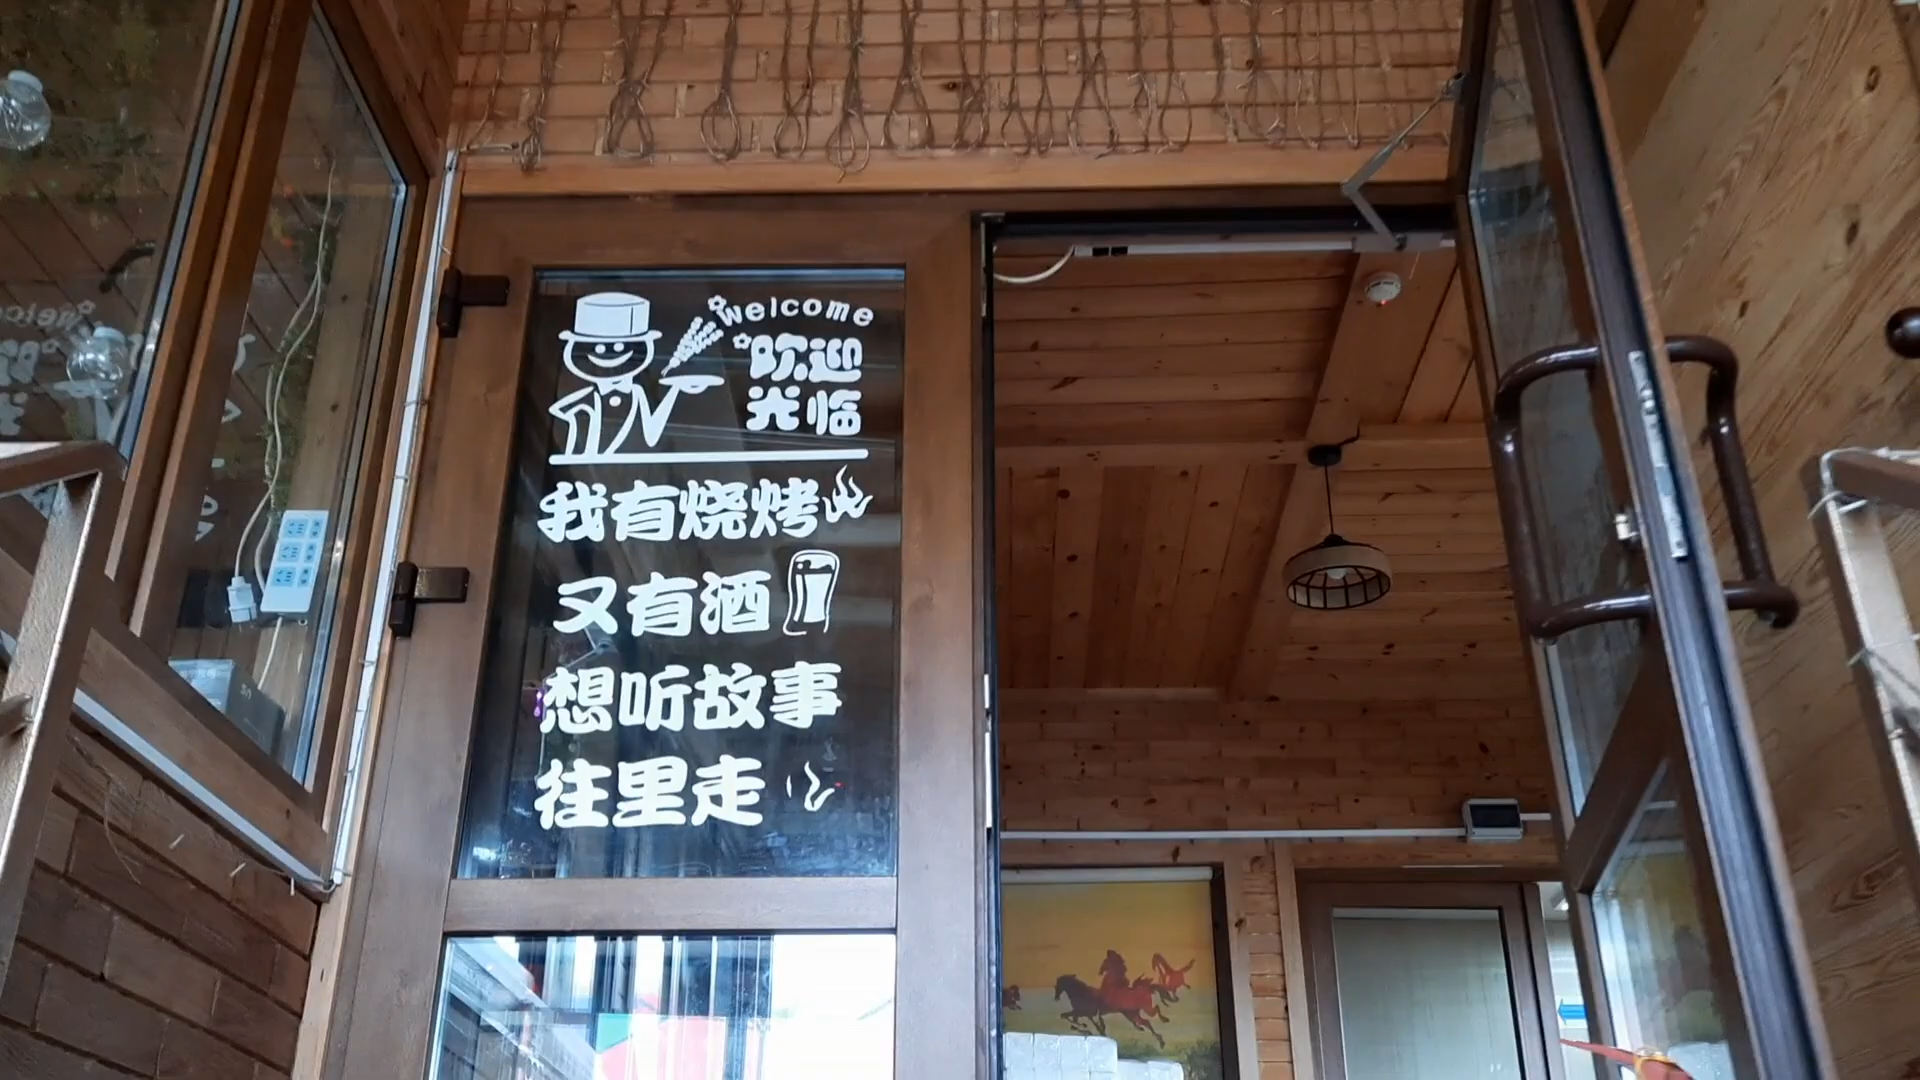 Welcome
欢迎
光临
我有烧烤
又有酒
想听故事
往里走